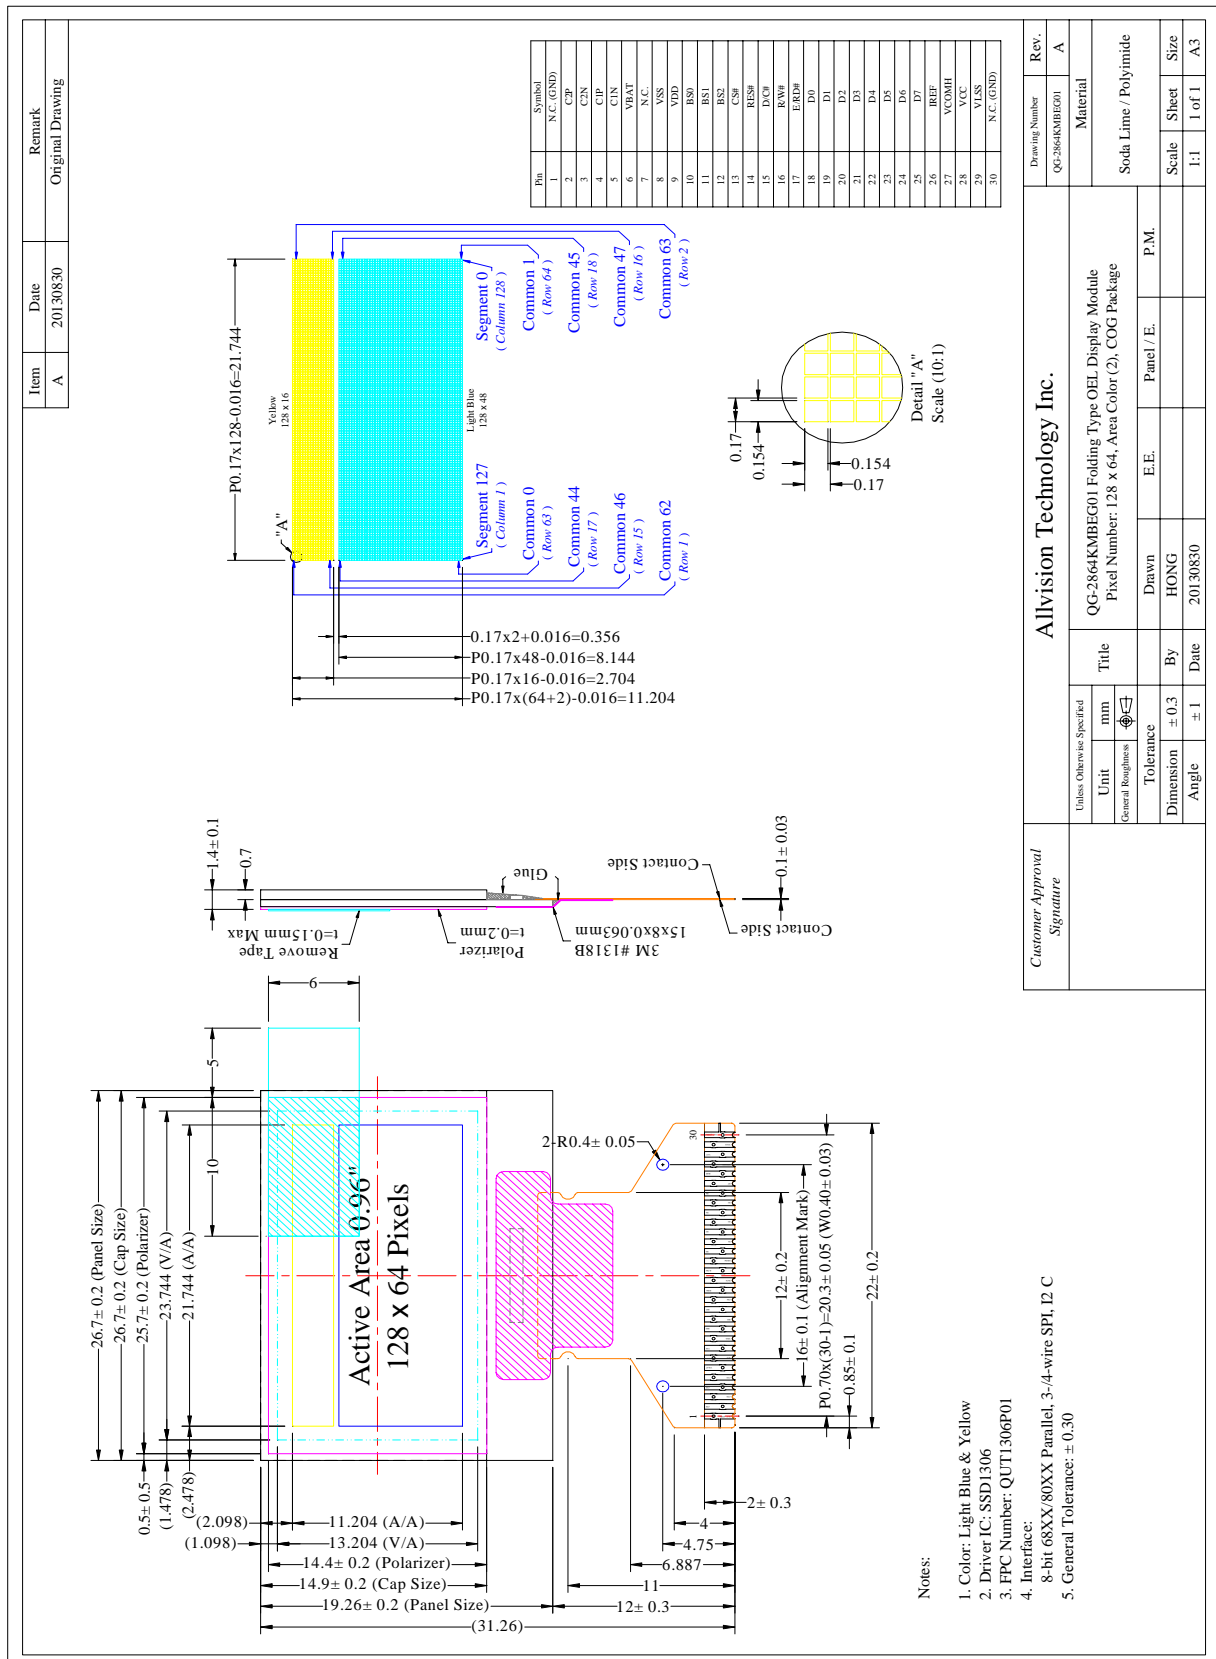 Item Date Remark
A 20130830 Original Drawing
26.7± 0.2 (Panel Size)
26.7± 0.2 (Cap Size)
25.7± 0.2 (Polarizer)
23.744 (V/A)
21.744 (A/A)
0.5± 0.5
(1.478)
(2.478)
10
5
6
(2.098)
(1.098)
11.204 (A/A)
13.204 (V/A)
14.4± 0.2 (Polarizer)
14.9± 0.2 (Cap Size)
19.26± 0.2 (Panel Size)
(31.26)
Active Area 0.96"
128 x 64 Pixels
2-R0.4± 0.05
1
30
16± 0.1 (Alignment Mark)
12± 0.2
P0.70x(30-1)=20.3± 0.05 (W0.40± 0.03)
0.85± 0.1
22± 0.2
2± 0.3
4
4.75
6.887
11
12± 0.3
1.4± 0.1
0.7
Remove Tape
t=0.15mm Max
Polarizer
t=0.2mm
3M #1318B
15x8x0.063mm
Glue
Contact Side
Contact Side
0.1± 0.03
P0.17x128-0.016=21.744
"A"
Yellow
128 x 16
Light Blue
128 x 48
Segment 127
( Column 1 )
Common 0
( Row 63 )
Common 44
( Row 17 )
Common 46
( Row 15 )
Common 62
( Row 1 )
Segment 0
( Column 128 )
Common 1
( Row 64 )
Common 45
( Row 18 )
Common 47
( Row 16 )
Common 63
( Row 2 )
0.17x2+0.016=0.356
P0.17x48-0.016=8.144
P0.17x16-0.016=2.704
P0.17x(64+2)-0.016=11.204
0.17
0.154
0.154
0.17
Detail "A"
Scale (10:1)
Pin Symbol
1 N.C. (GND)
2 C2P
3 C2N
4 C1P
5 C1N
6 VBAT
7 N.C.
8 VSS
9 VDD
10 BS0
11 BS1
12 BS2
13 CS#
14 RES#
15 D/C#
16 R/W#
17 E/RD#
18 D0
19 D1
20 D2
21 D3
22 D4
23 D5
24 D6
25 D7
26 IREF
27 VCOMH
28 VCC
29 VLSS
30 N.C. (GND)
Notes:
1. Color: Light Blue & Yellow
2. Driver IC: SSD1306
3. FPC Number: QUT1306P01
4. Interface:
8-bit 68XX/80XX Parallel, 3-/4-wire SPI, I2 C
5. General Tolerance: ± 0.30
Customer Approval
Signature
Allvision Technology Inc.
Drawing Number Rev.
QG-2864KMBEG01 A
Unless Otherwise Specified
Unit mm
General Roughness
Tolerance
Dimension ± 0.3
Angle ± 1
Title
QG-2864KMBEG01 Folding Type OEL Display Module
Pixel Number: 128 x 64, Area Color (2), COG Package
Material
Soda Lime / Polyimide
By Drawn E.E. Panel / E. P.M.
HONG
Date 20130830
Scale Sheet Size
1:1 1 of 1 A3